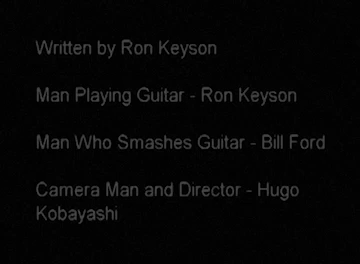 Written by Ron Keyson
Man Playing Guitar - Ron Keyson
Man Who Smashes Guitar - Bill Ford
Camera Man and Director - Hugo
Kobayashi